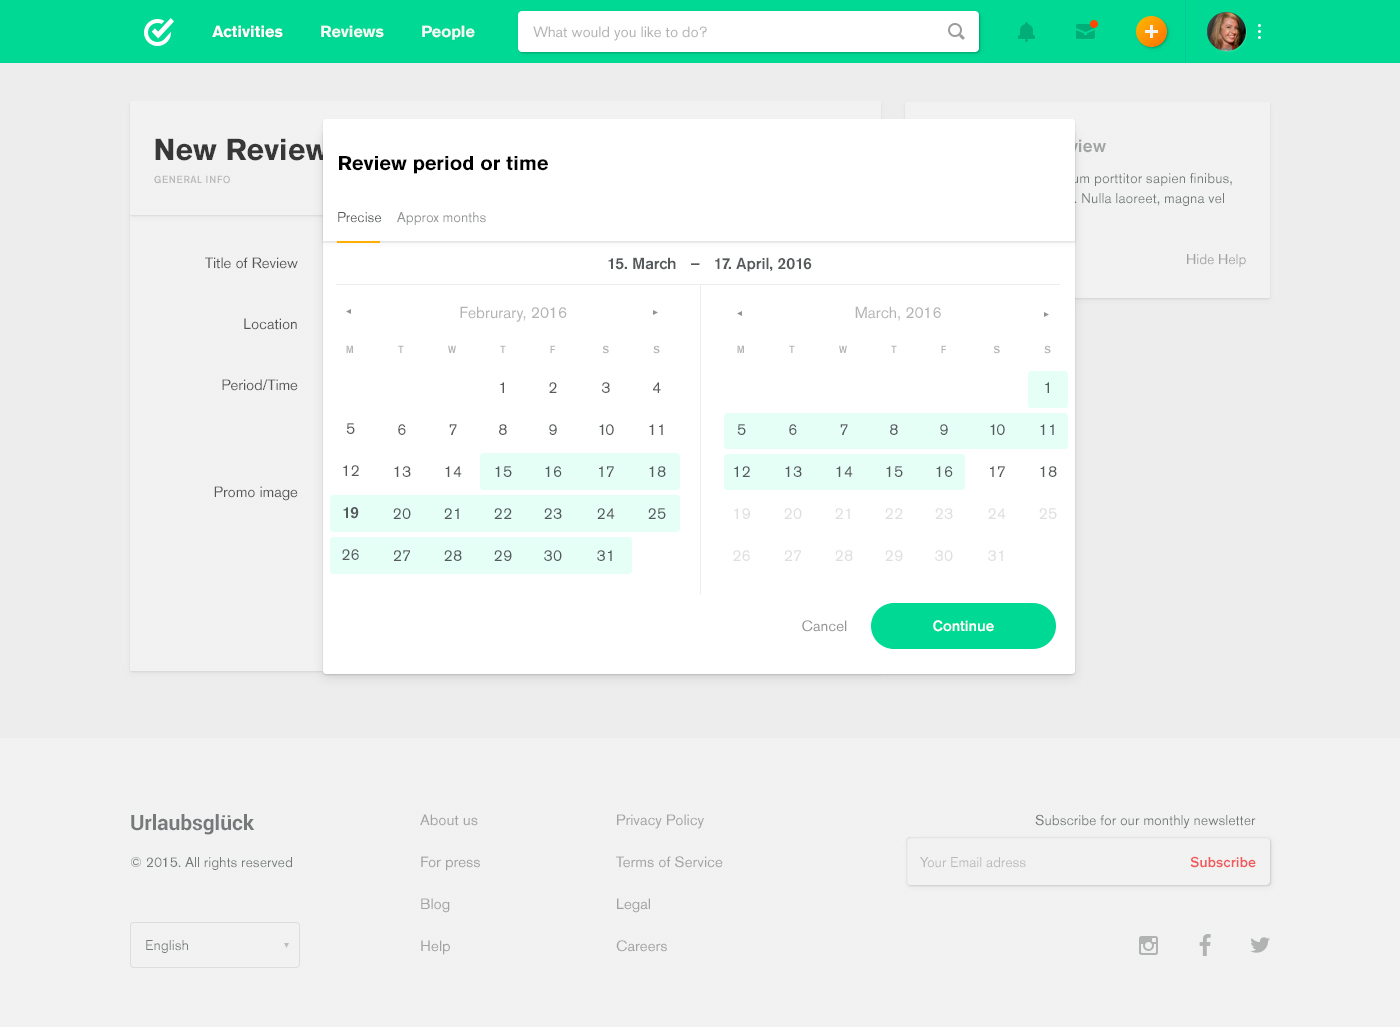 Activities Reviews People What would you like to do?
New Review
GENERAL INFO
Title of Review
Location
Period/Time
Promo image
Review period or time
Precise Approx months
15. March – 17. April, 2016
Februrary, 2016
M T W T F S S
1 2 3 4
5 6 7 8 9 10 11
12 13 14 15 16 17 18
19 20 21 22 23 24 25
26 27 28 29 30 31
March, 2016
M T W T F S S
1
5 6 7 8 9 10 11
12 13 14 15 16 17 18
19 20 21 22 23 24 25
26 27 28 29 30 31
Cancel Continue
view
um porttitor sapien finibus,
. Nulla laoreet, magna vel
Hide Help
Urlaubsglück
© 2015. All rights reserved
English
About us
For press
Blog
Help
Privacy Policy
Terms of Service
Legal
Careers
Subscribe for our monthly newsletter
Your Email adress Subscribe